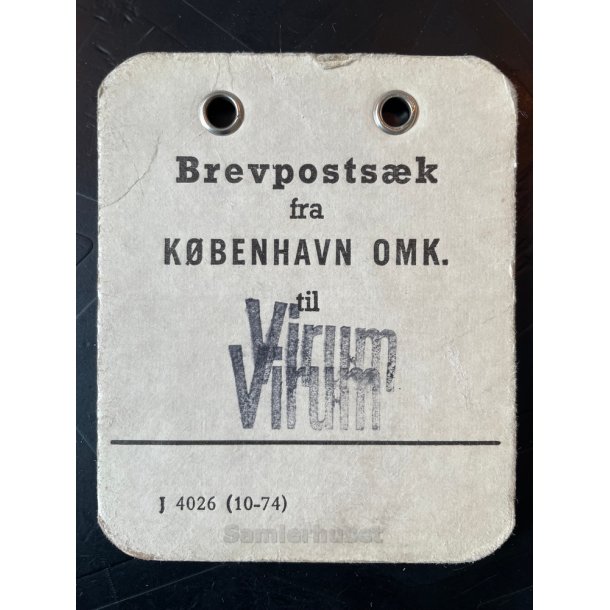 Brevpostsæk
fra
KØBENHAVN OMK.
til
Virum
Virum
J 4026 (10-74)
Samlerhuset